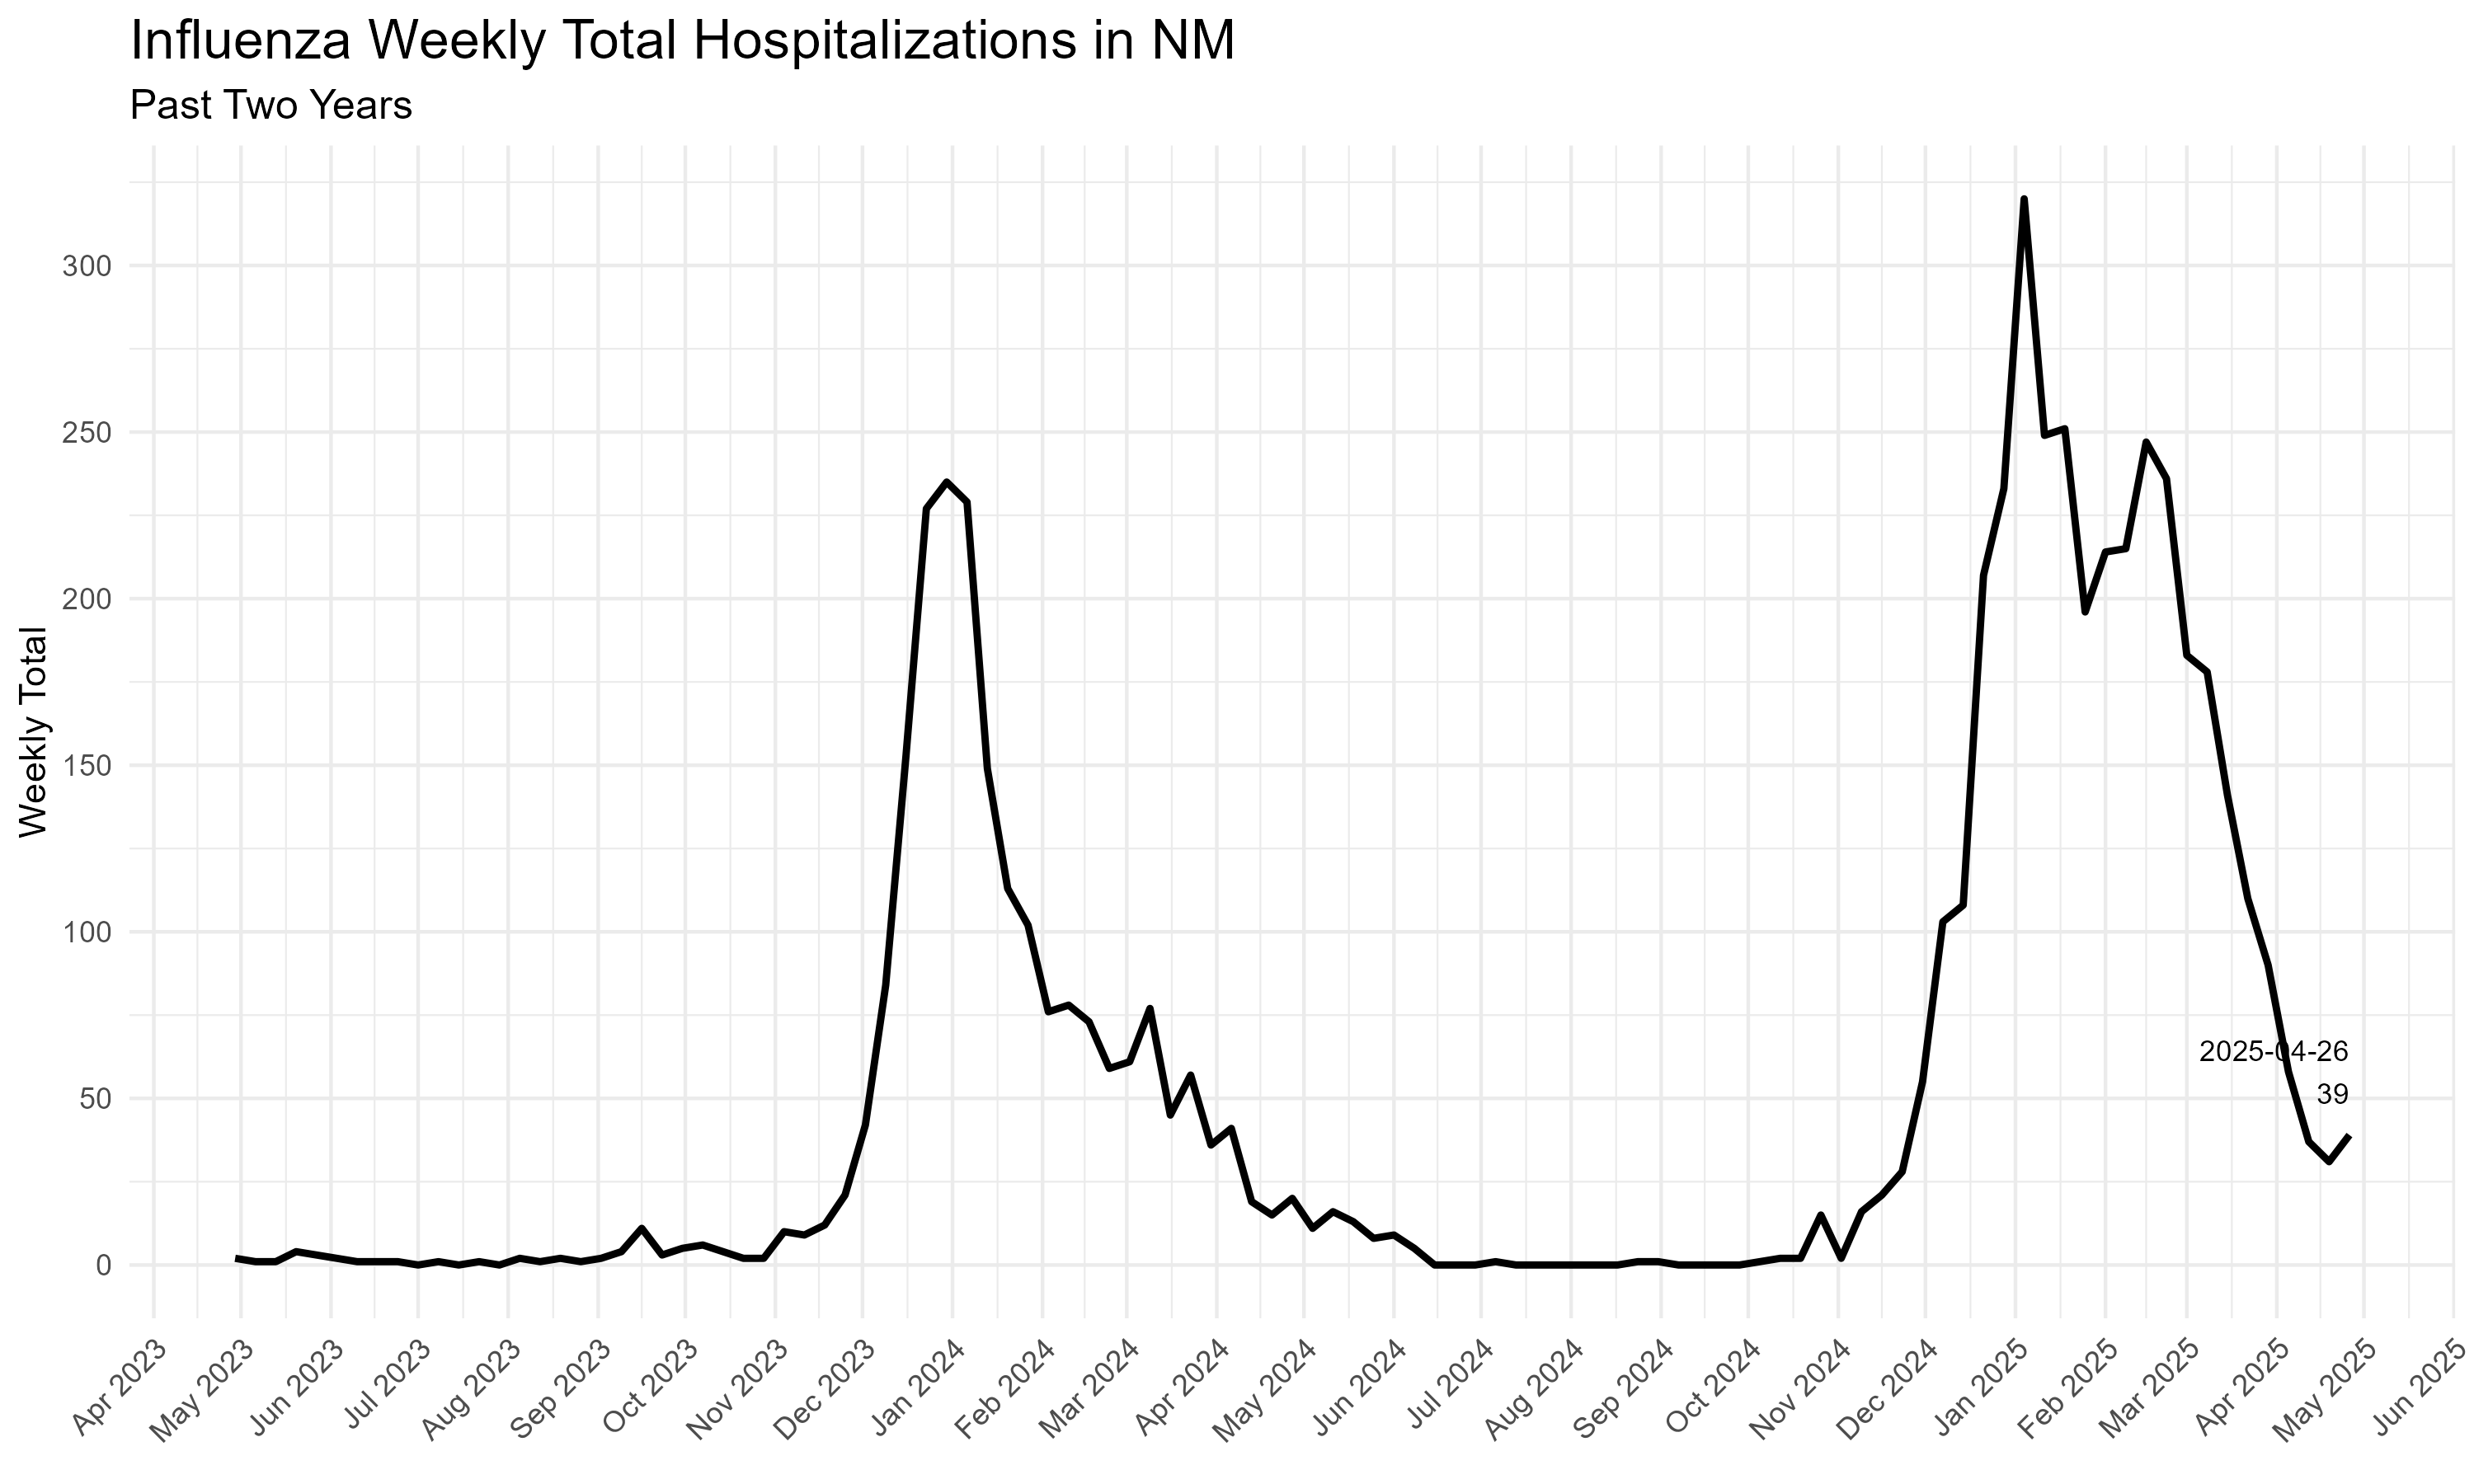 Influenza Weekly Total Hospitalizations in NM
Past Two Years
Weekly Total
300
250
200
150
100
50
0
2025-04-26
39
Apr 2023
May 2023
Jun 2023
Jul 2023
Aug 2023
Sep 2023
Oct 2023
Nov 2023
Dec 2023
Jan 2024
Feb 2024
Mar 2024
Apr 2024
May 2024
Jun 2024
Jul 2024
Aug 2024
Sep 2024
Oct 2024
Nov 2024
Dec 2024
Jan 2025
Feb 2025
Mar 2025
Apr 2025
May 2025
Jun 2025